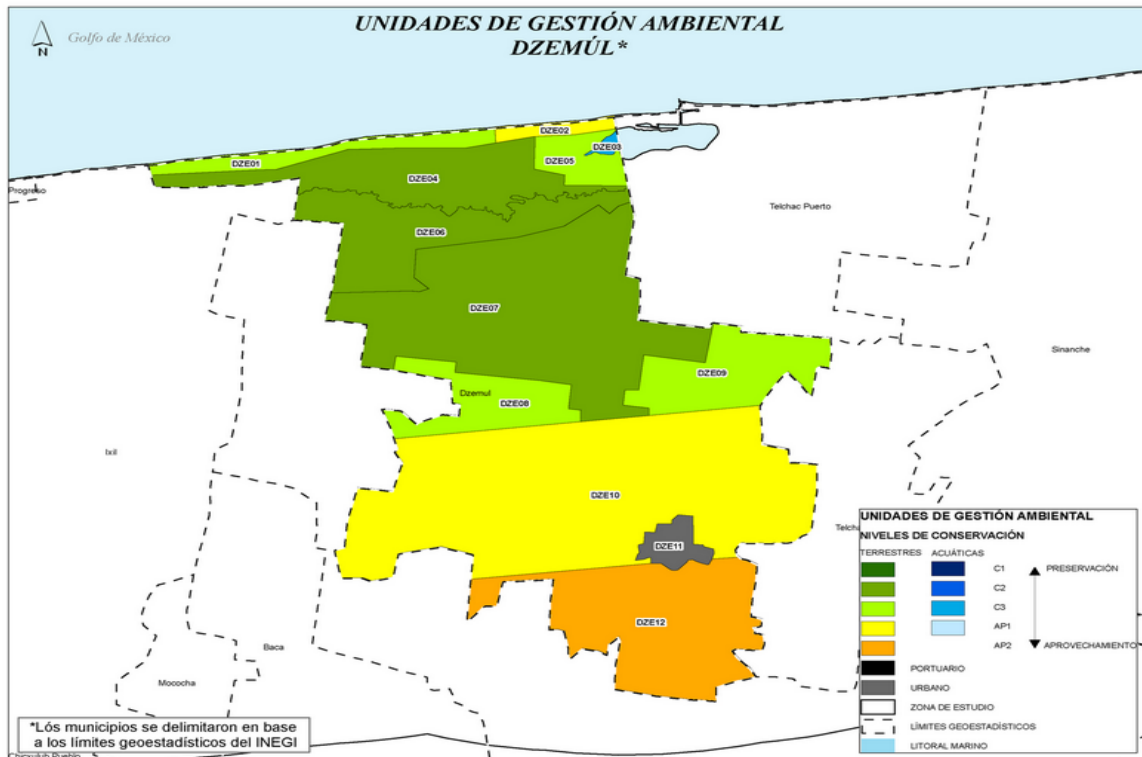 UNIDADES DE GESTIÓN AMBIENTAL
DZEMÚL*
Golfo de México
N
DZE02
DZE03
DZE01
DZE05
DZE04
Progreso
Telchac Puerto
DZE06
DZE07
Sinanche
DZE09
Dzemul
DZE08
Ixil
DZE10
DZE11
DZE12
Baca
Mococha
UNIDADES DE GESTIÓN AMBIENTAL
NIVELES DE CONSERVACIÓN
TERRESTRES ACUÁTICAS
C1 PRESERVACIÓN
C2
C3
AP1
AP2 APROVECHAMIENTO
PORTUARIO
URBANO
ZONA DE ESTUDIO
LÍMITES GEOESTADÍSTICOS
LITORAL MARINO
*Lós municipios se delimitaron en base
a los límites geoestadísticos del INEGI